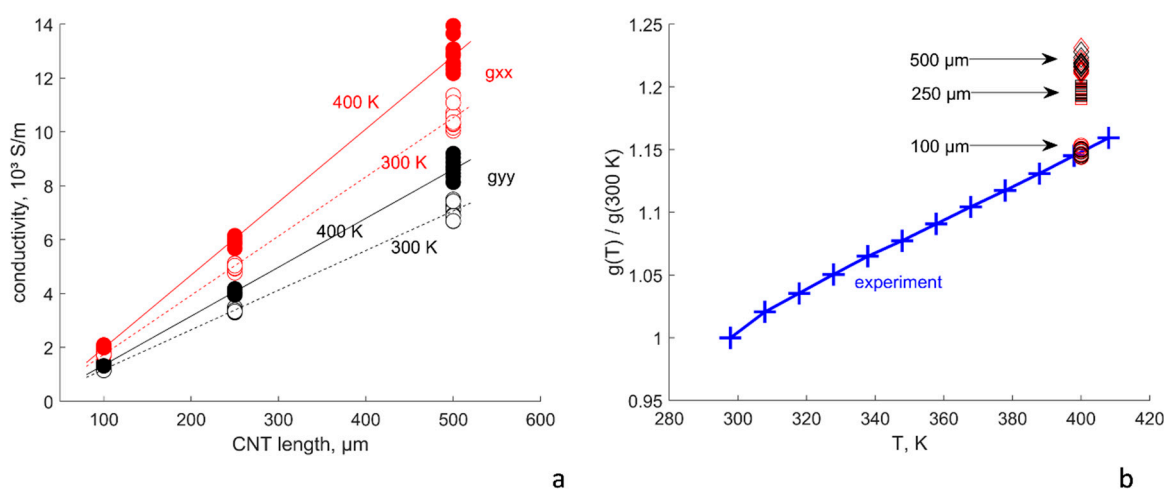 14
12
10
8
6
4
2
0
conductivity, 10³ S/m
400 K
gxx
300 K
gyy
400 K
300 K
100
200
300
400
500
600
CNT length, µm
a
1.25
1.2
1.15
1.1
1.05
1
0.95
g(T) / g(300 K)
500 µm
250 µm
100 µm
experiment
280
300
320
340
360
380
400
420
T, K
b